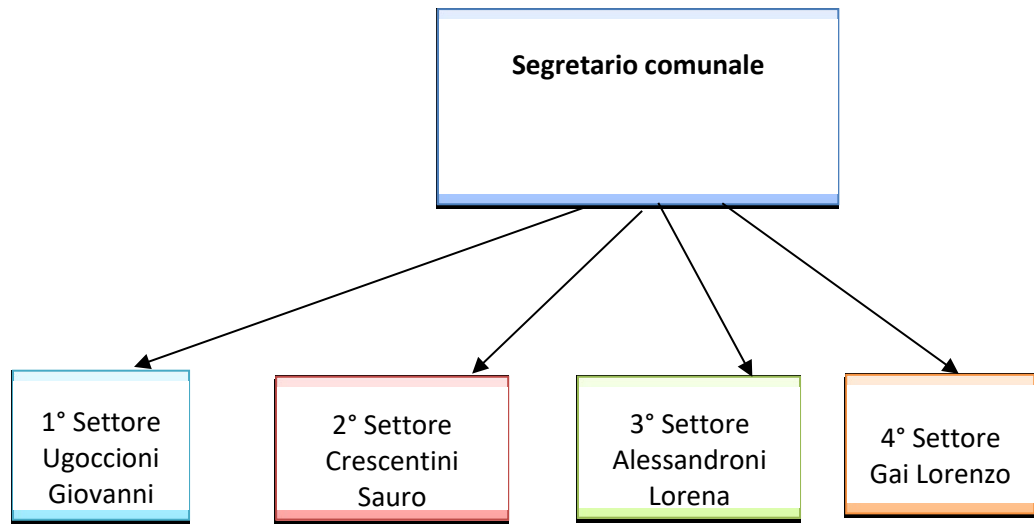 Segretario comunale
1° Settore
Ugoccioni
Giovanni
2° Settore
Crescentini
Sauro
3° Settore
Alessandroni
Lorena
4° Settore
Gai Lorenzo